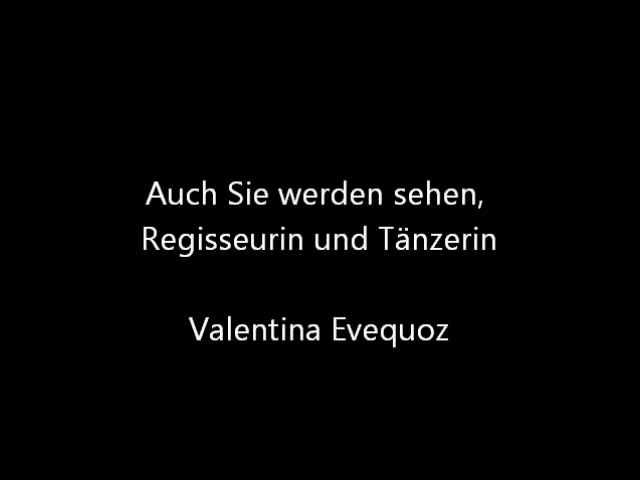 Auch Sie werden sehen,
Regisseurin und Tänzerin
Valentina Evequoz